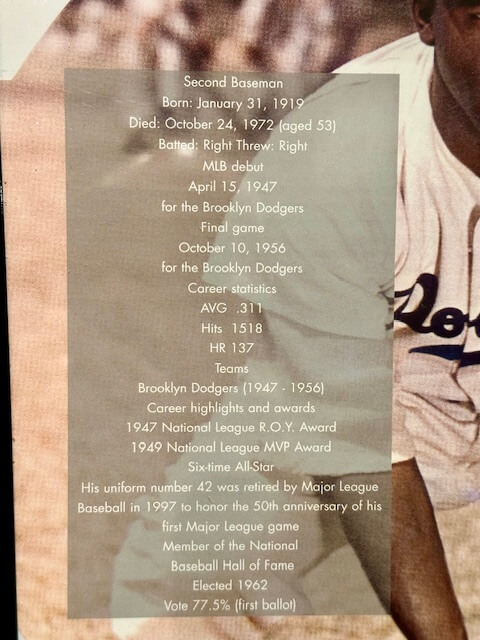 Second Baseman
Born: January 31, 1919
Died: October 24, 1972 (aged 53)
Batted: Right Threw: Right
MLB debut
April 15, 1947
for the Brooklyn Dodgers
Final game
October 10, 1956
for the Brooklyn Dodgers
Career statistics
AVG .311
Hits 1518
HR 137
Teams
Brooklyn Dodgers (1947 - 1956)
Career highlights and awards
1947 National League R.O.Y. Award
1949 National League MVP Award
Six-time All-Star
His uniform number 42 was retired by Major League
Baseball in 1997 to honor the 50th anniversary of his
first Major League game
Member of the National
Baseball Hall of Fame
Elected 1962
Vote 77.5% (first ballot)